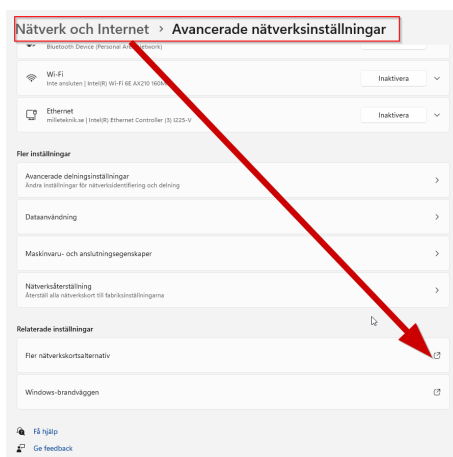 Nätverk och Internet > Avancerade nätverksinställningar
Bluetooth Device (Personal Area Network)
Wi-Fi
Inte ansluten | Intel(R) Wi-Fi 6E AX210 160M
Inaktivera
Ethernet
milleteknik.se | Intel(R) Ethernet Controller (3) I225-V
Inaktivera
Fler inställningar
Avancerade delningsinställningar
Ändra inställningar för nätverksidentifiering och delning
Dataanvändning
Maskinvaru- och anslutningsegenskaper
Nätverksåterställning
Återställ alla nätverkskort till fabriksinställningarna
Relaterade inställningar
Fler nätverkskortsalternativ
Windows-brandväggen
Få hjälp
Ge feedback